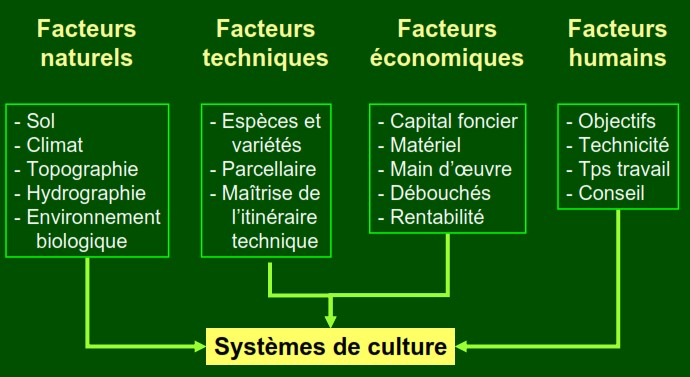 Facteurs
naturels
Facteurs
techniques
Facteurs
économiques
Facteurs
humains
- Sol
- Climat
- Topographie
- Hydrographie
- Environnement
biologique
- Espèces et
variétés
- Parcellaire
- Maîtrise de
l'itinéraire
technique
- Capital foncier
- Matériel
- Main d'œuvre
- Débouchés
- Rentabilité
- Objectifs
- Technicité
- Tps travail
- Conseil
Systèmes de culture